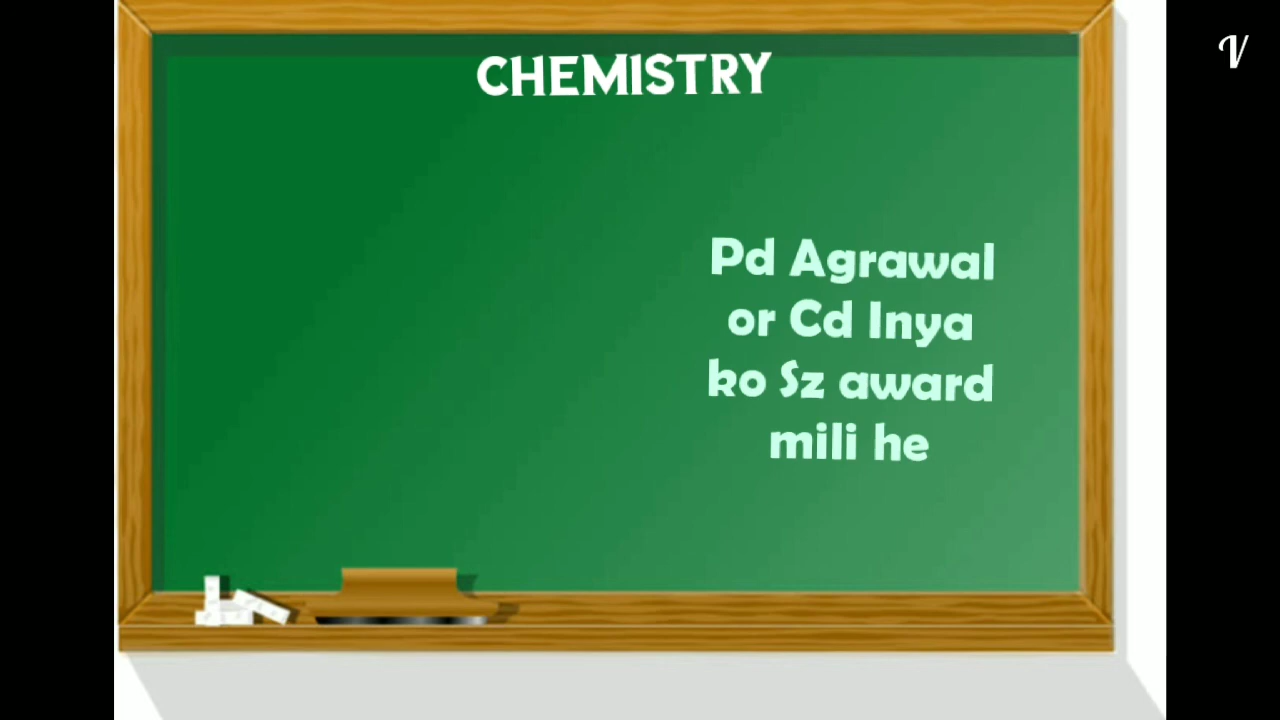 CHEMISTRY
V
Pd Agrawal
or Cd Inya
ko Sz award
mili he